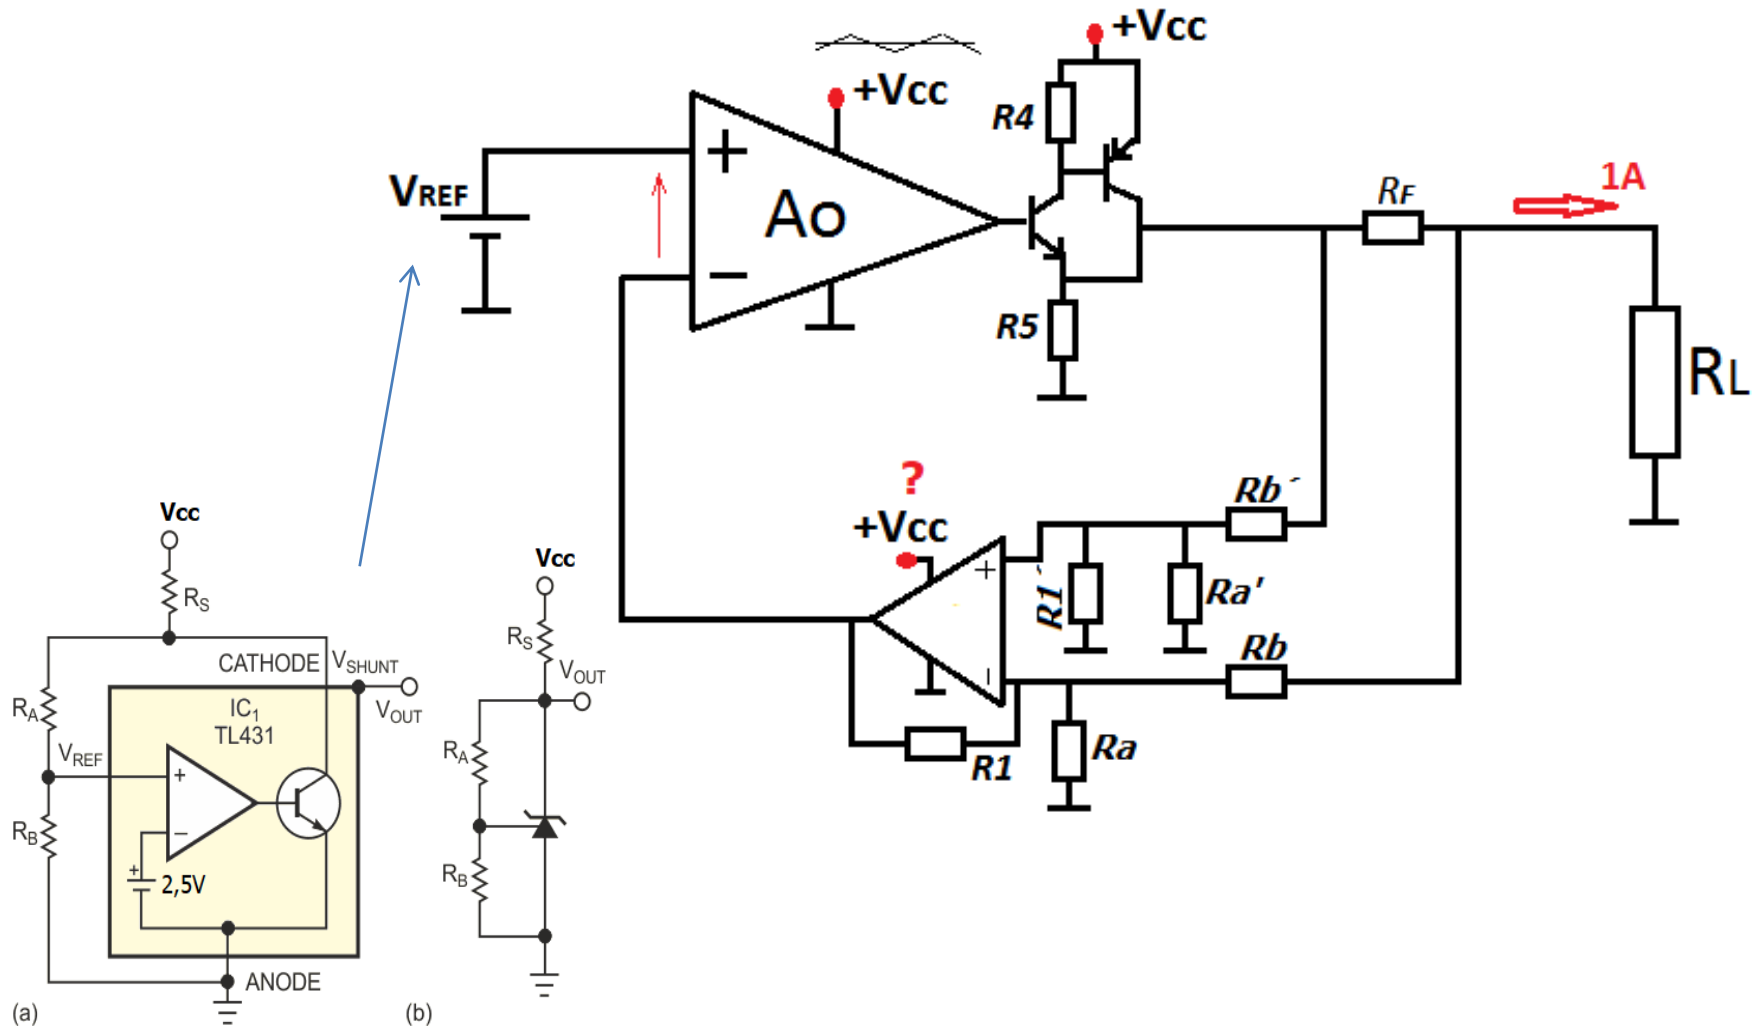 +Vcc
+Vcc
R4
VREF
+
Ao
−
R5
RF
1A
RL
?
+Vcc
+
−
Rb´
R1´
Ra'
Rb
R1
Ra
Vcc
RS
CATHODE
VSHUNT
VOUT
RA
IC1
TL431
VREF
+
−
RB
+
2,5V
ANODE
(a)
Vcc
RS
VOUT
RA
RB
(b)